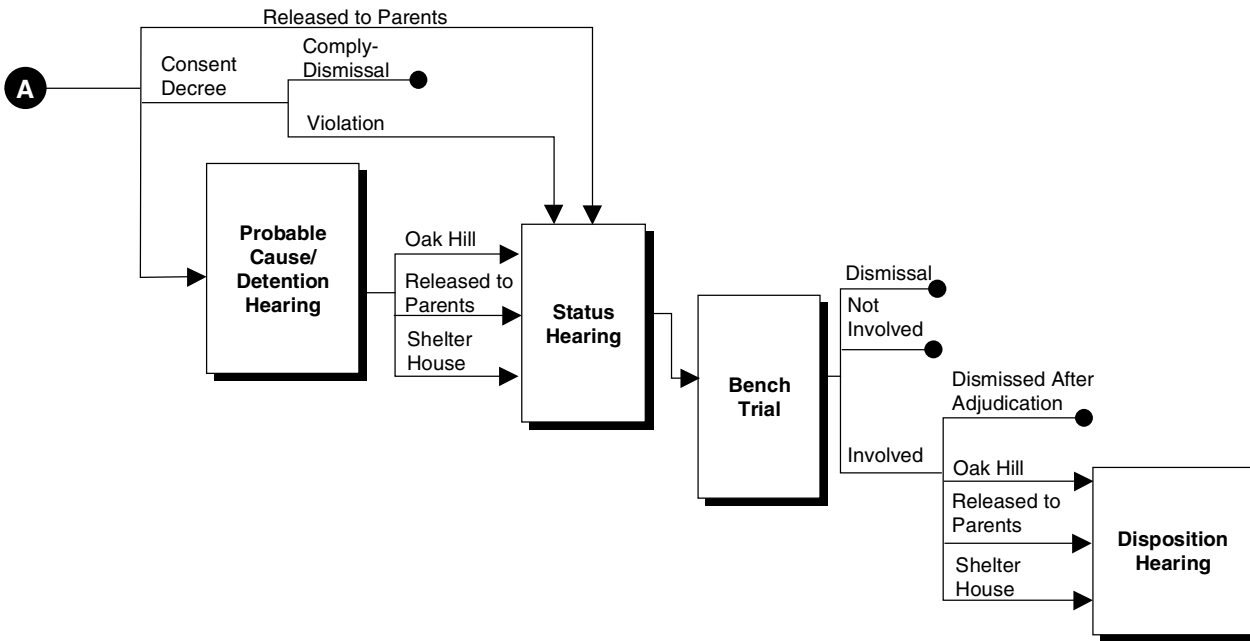 Released to Parents
A
Consent
Decree
Comply-
Dismissal
Violation
Probable
Cause/
Detention
Hearing
Oak Hill
Released to
Parents
Shelter
House
Status
Hearing
Bench
Trial
Dismissal
Not
Involved
Involved
Dismissed After
Adjudication
Oak Hill
Released to
Parents
Shelter
House
Disposition
Hearing